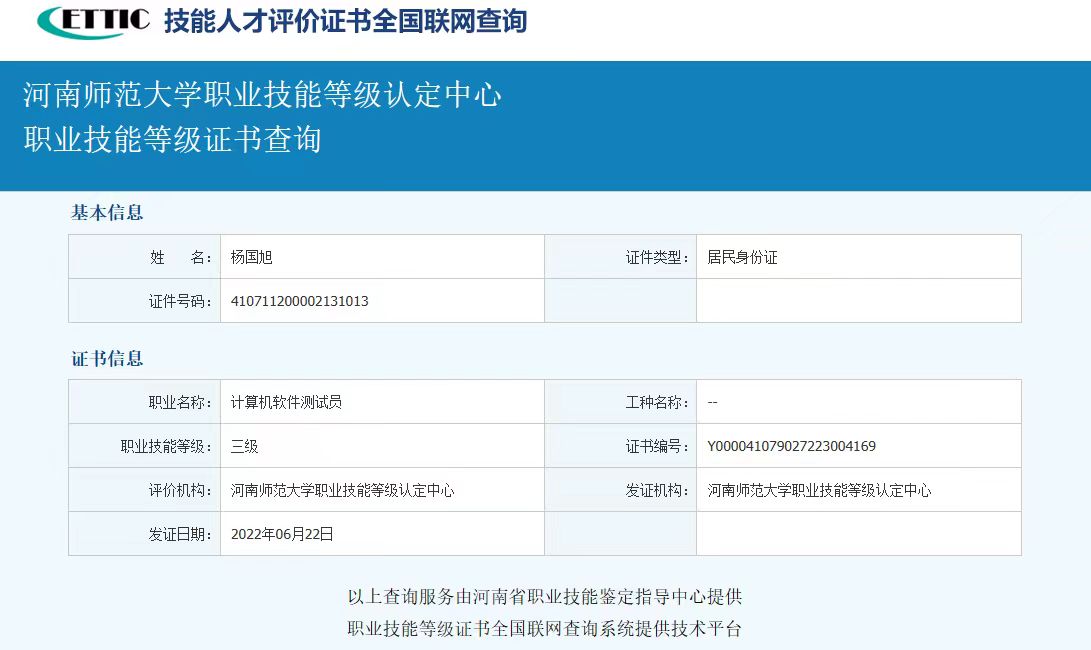 ETTIC 技能人才评价证书全国联网查询
河南师范大学职业技能等级认定中心
职业技能等级证书查询
基本信息
姓 名： 杨国旭 证件类型： 居民身份证
证件号码： 410711200002131013
证书信息
职业名称： 计算机软件测试员 工种名称： --
职业技能等级： 三级 证书编号： Y000041079027223004169
评价机构： 河南师范大学职业技能等级认定中心 发证机构： 河南师范大学职业技能等级认定中心
发证日期： 2022年06月22日
以上查询服务由河南省职业技能鉴定指导中心提供
职业技能等级证书全国联网查询系统提供技术平台